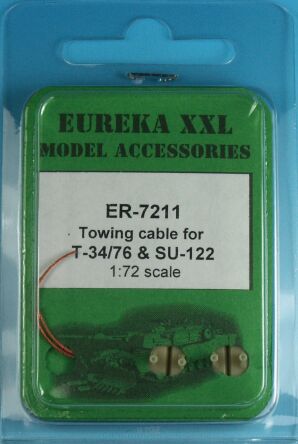 EUREKA XXL
MODEL ACCESSORIES
ER-7211
Towing cable for
T-34/76 & SU-122
1:72 scale